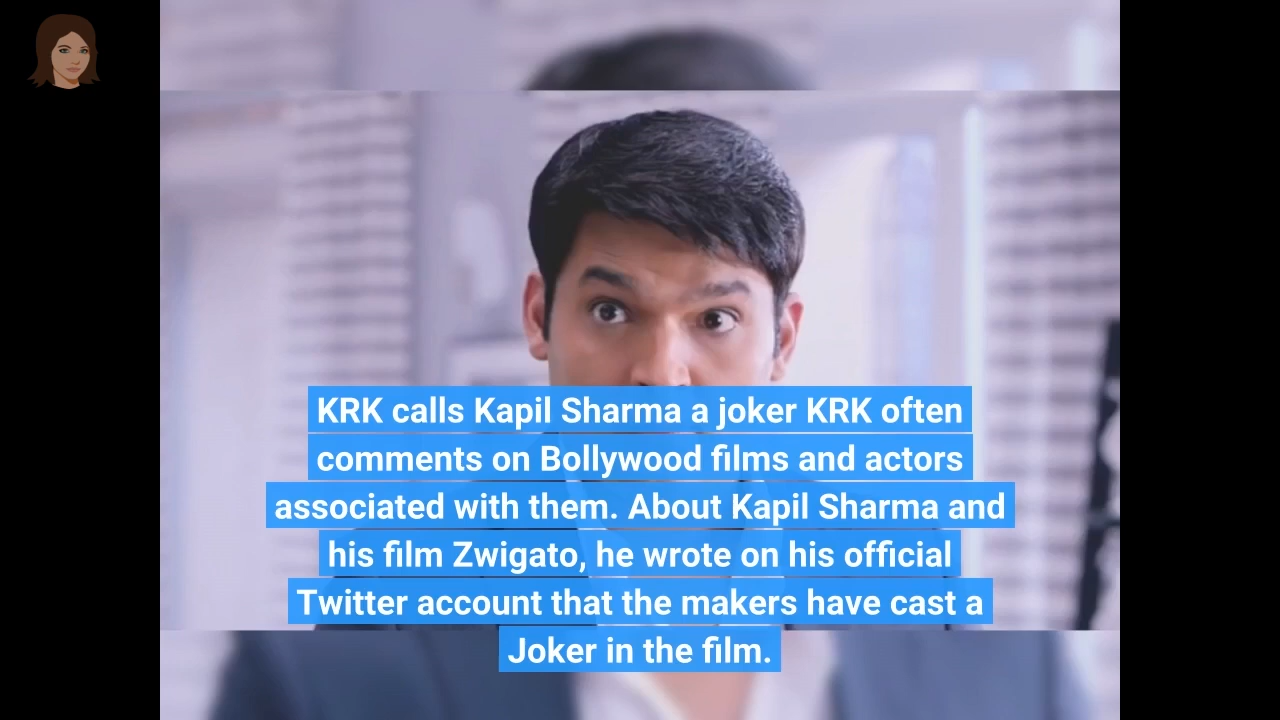 KRK calls Kapil Sharma a joker KRK often
comments on Bollywood films and actors
associated with them. About Kapil Sharma and
his film Zwigato, he wrote on his official
Twitter account that the makers have cast a
Joker in the film.